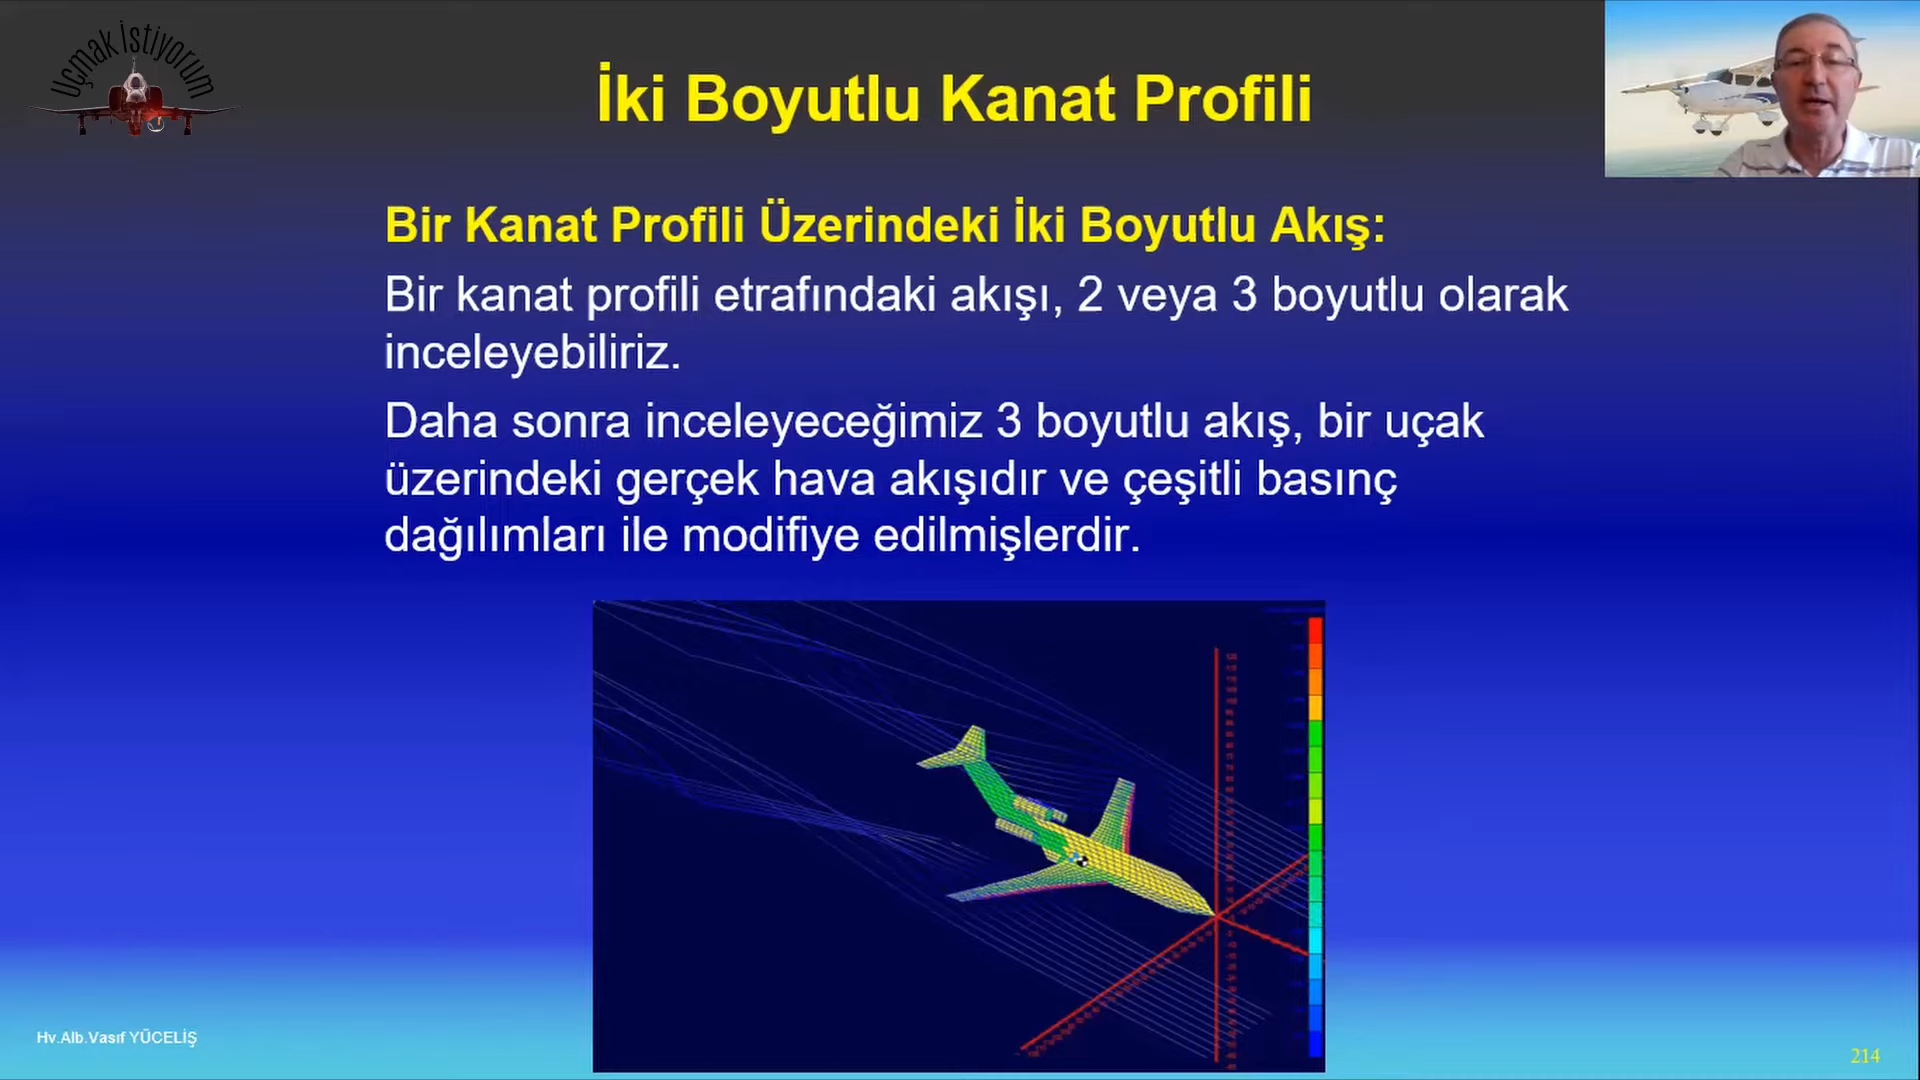 Uçmak İstiyorum
İki Boyutlu Kanat Profili
Bir Kanat Profili Üzerindeki İki Boyutlu Akış:
Bir kanat profili etrafındaki akışı, 2 veya 3 boyutlu olarak
inceleyebiliriz.
Daha sonra inceleyeceğimiz 3 boyutlu akış, bir uçak
üzerindeki gerçek hava akışıdır ve çeşitli basınç
dağılımları ile modifiye edilmişlerdir.
Hv.Alb.Vasıf YÜCELİŞ
214